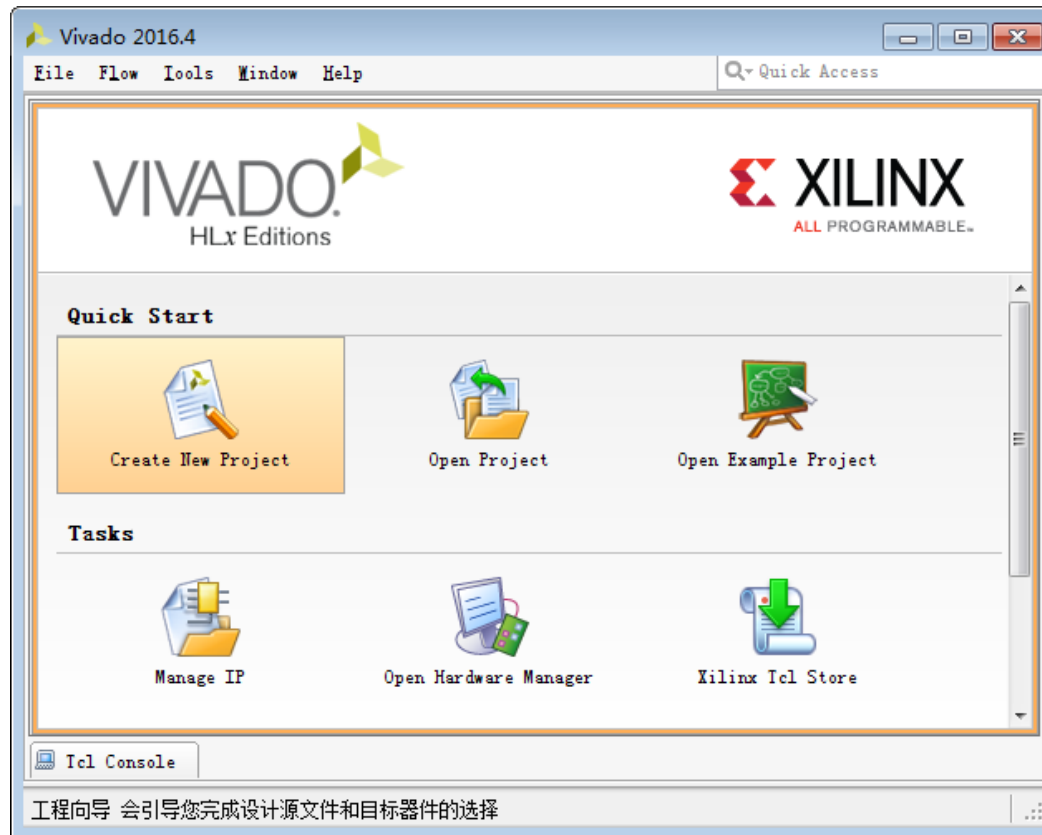 Vivado 2016.4
File Flow Tools Window Help
Quick Access
VIVADO.
HLx Editions
XILINX
ALL PROGRAMMABLE™
Quick Start
Create New Project
Open Project
Open Example Project
Tasks
Manage IP
Open Hardware Manager
Xilinx Tcl Store
Tcl Console
工程向导 会引导您完成设计源文件和目标器件的选择